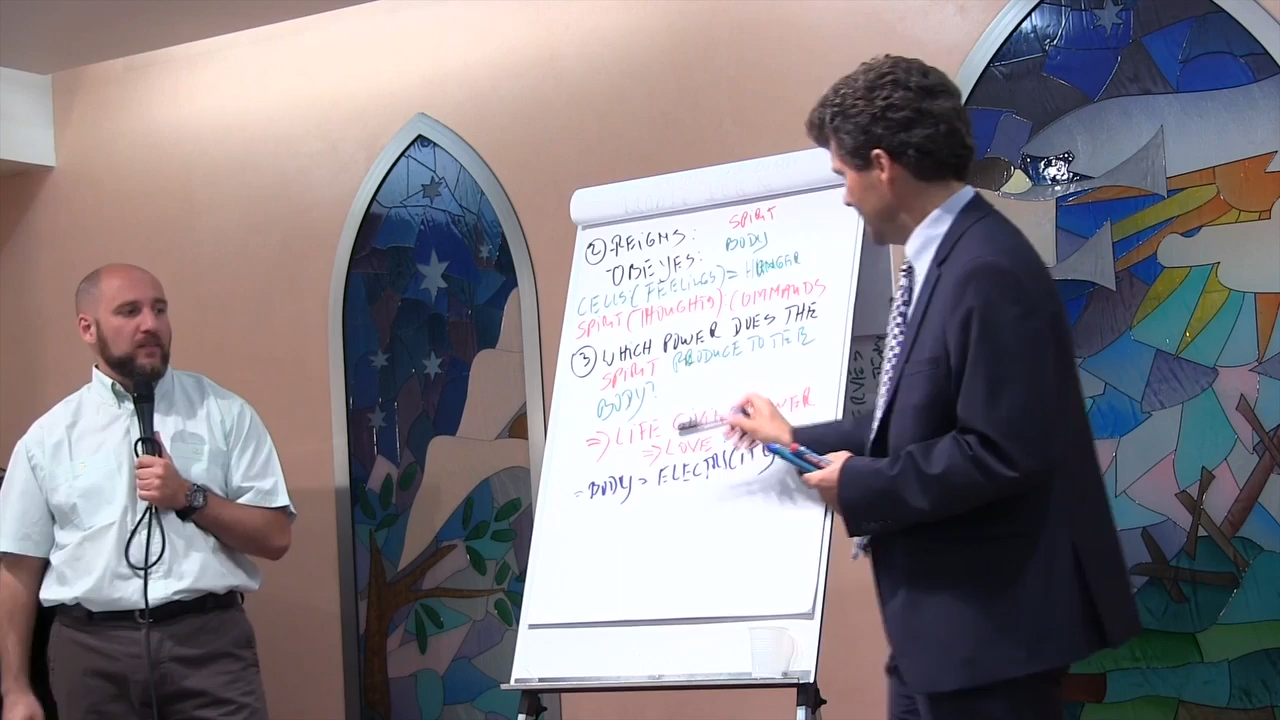 ② REIGNS: SPIRIT
OBEYES: BODY
CELLS (FEELINGS) = HUNGER
SPIRIT (THOUGHTS) COMMANDS
③ WHICH POWER DOES THE
SPIRIT PRODUCE TO THE
BODY?
⇒ LIFE
⇒ LOVE
= BODY = ELECTRICITY